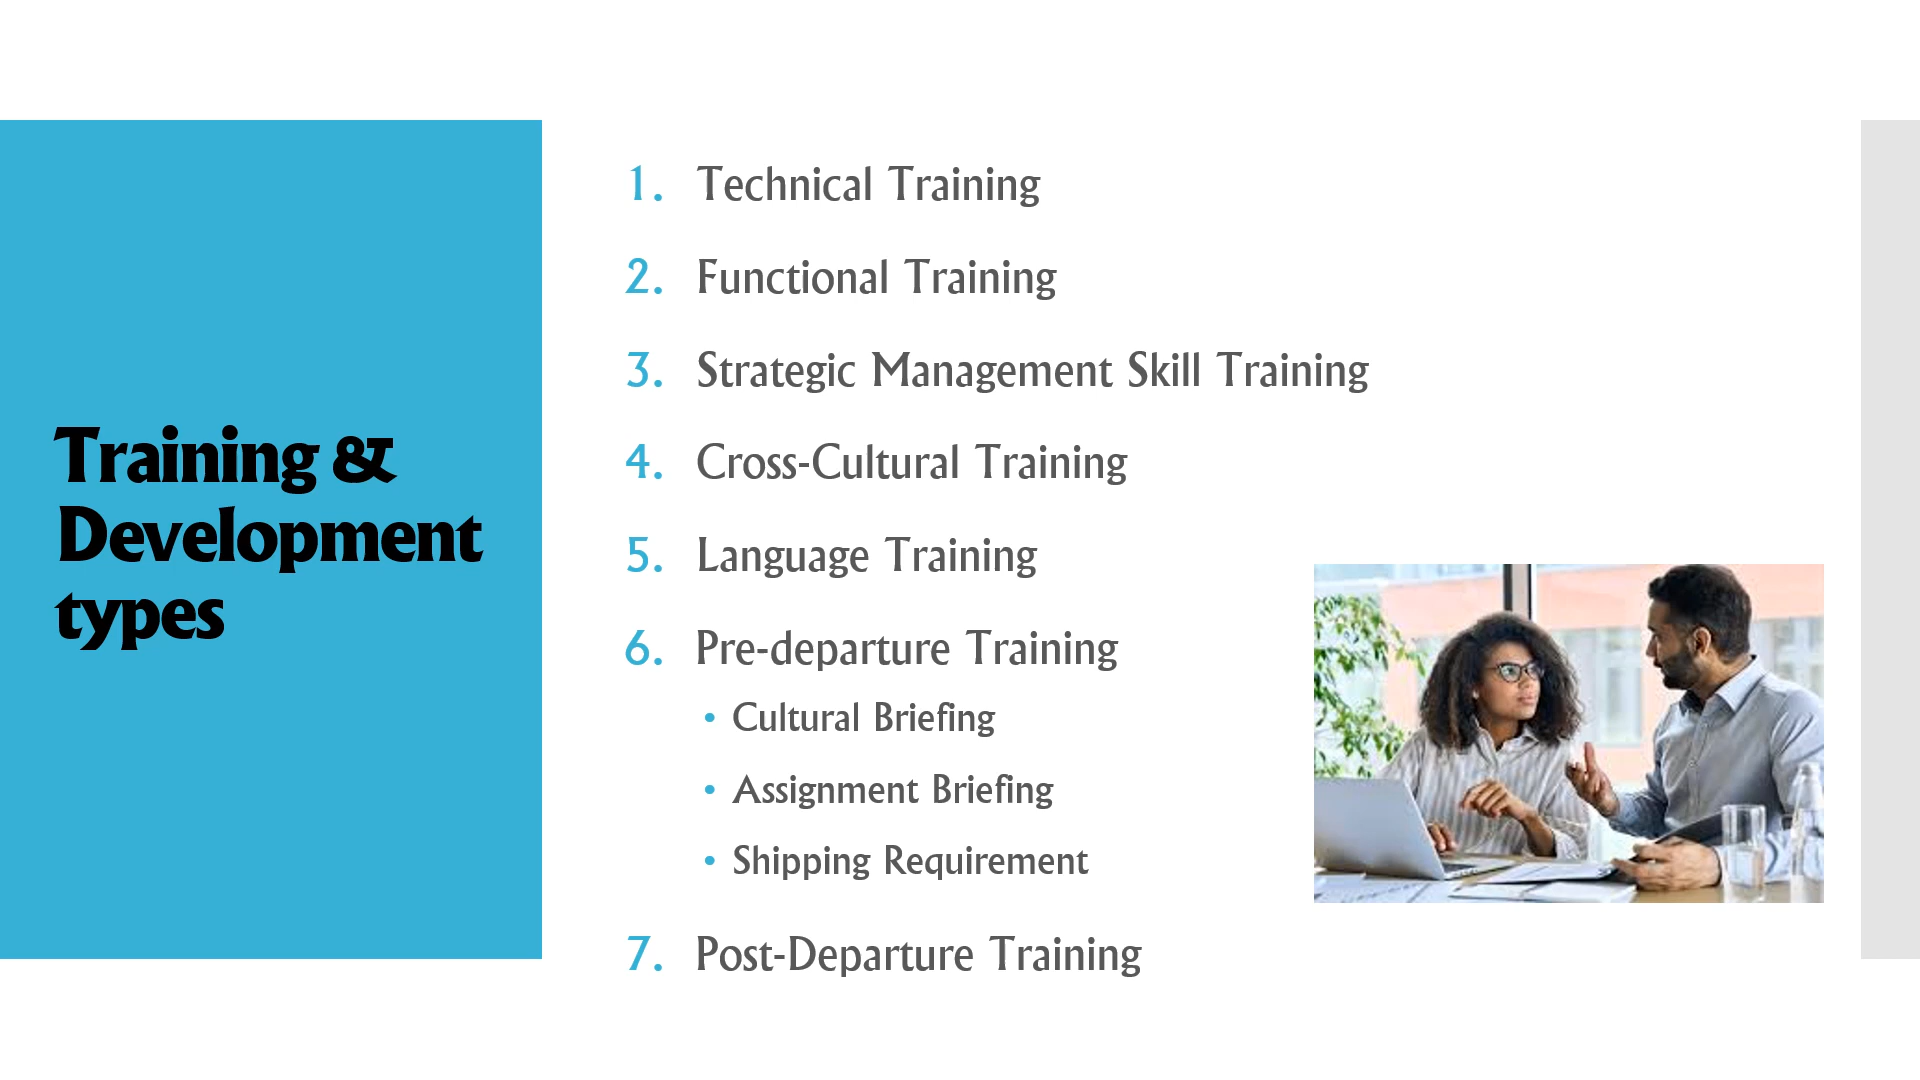 Training &
Development
types
1. Technical Training
2. Functional Training
3. Strategic Management Skill Training
4. Cross-Cultural Training
5. Language Training
6. Pre-departure Training
• Cultural Briefing
• Assignment Briefing
• Shipping Requirement
7. Post-Departure Training